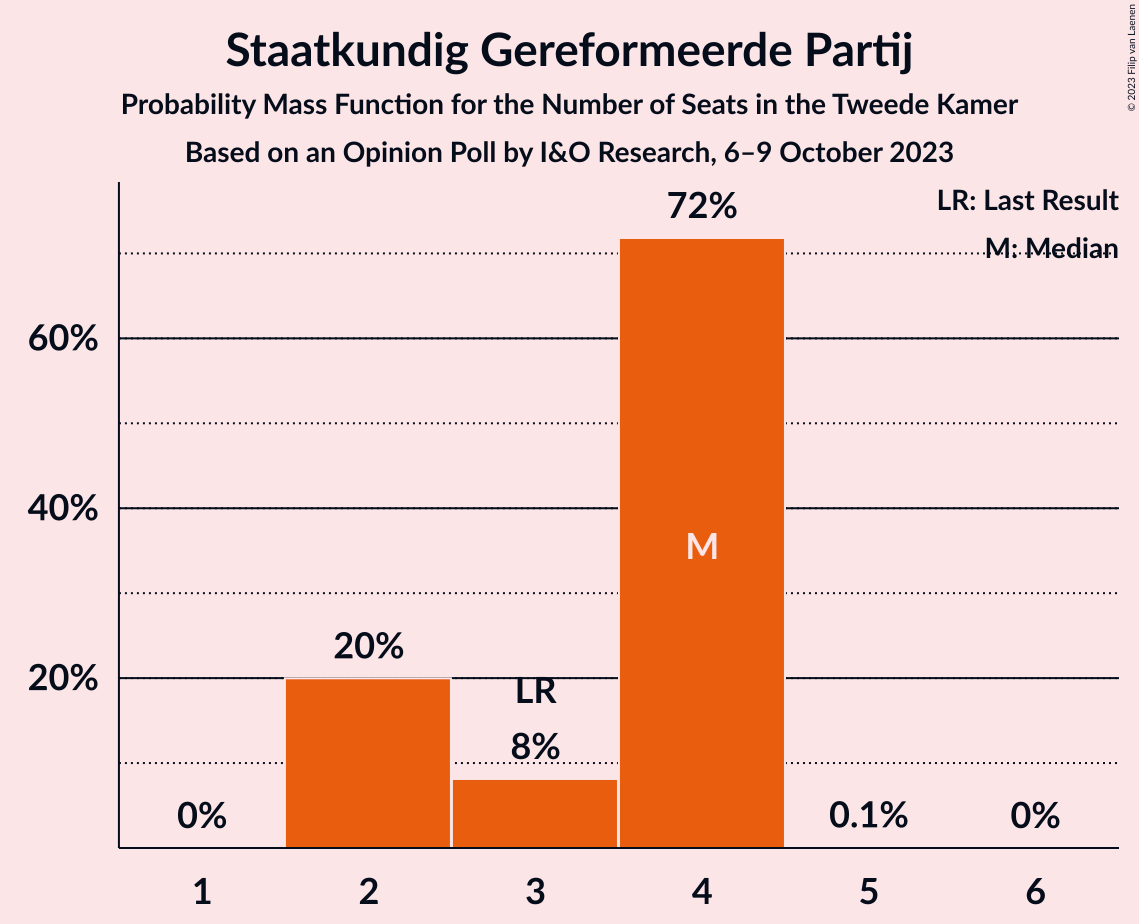 Staatkundig Gereformeerde Partij
Probability Mass Function for the Number of Seats in the Tweede Kamer
Based on an Opinion Poll by I&O Research, 6–9 October 2023
© 2023 Filip van Laenen
LR: Last Result
M: Median
72%
60%
40%
M
20%
20%
LR
8%
0%
0.1%
0%
1 2 3 4 5 6